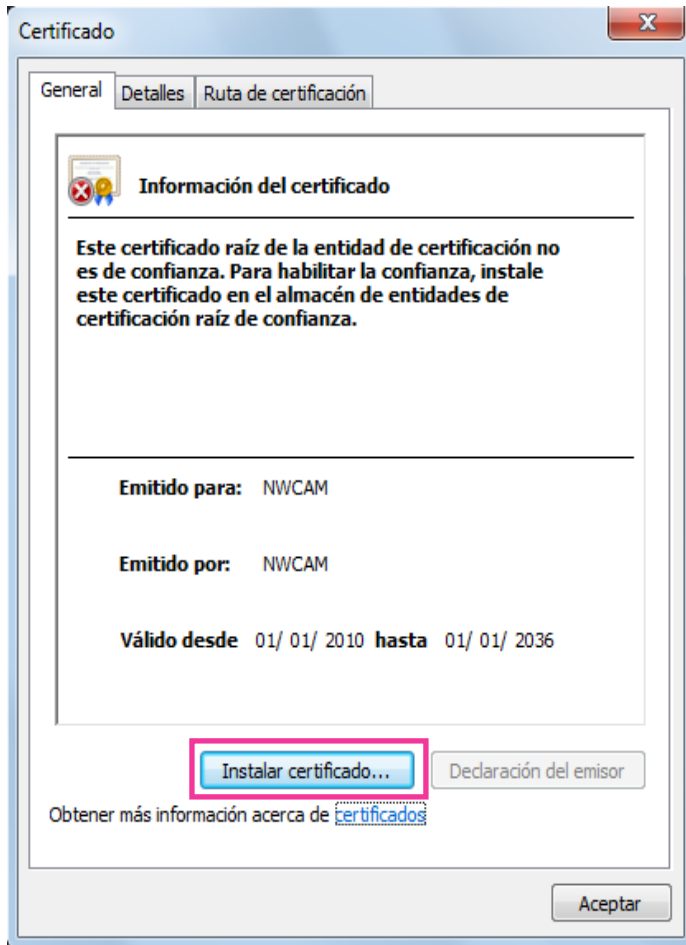 Certificado
General
Detalles
Ruta de certificación
Información del certificado
Este certificado raíz de la entidad de certificación no
es de confianza. Para habilitar la confianza, instale
este certificado en el almacén de entidades de
certificación raíz de confianza.
Emitido para: NWCAM
Emitido por: NWCAM
Válido desde 01/ 01/ 2010 hasta 01/ 01/ 2036
Instalar certificado...
Declaración del emisor
Obtener más información acerca de certificados
Aceptar